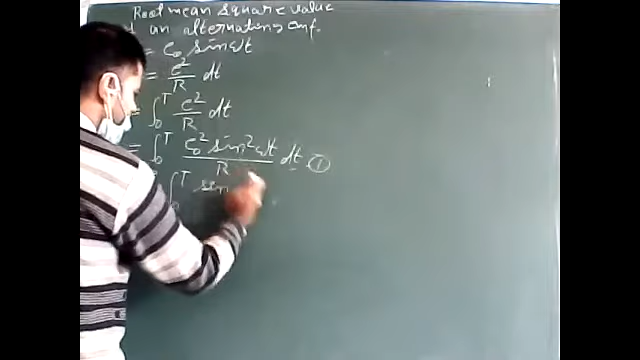 Root mean square value
f an alternating emf.
= e₀ sinωt
= e²/R dt
= ∫₀ᵀ e²/R dt
= ∫₀ᵀ e₀² sin²ωt / R dt ①
∫₀ᵀ sin